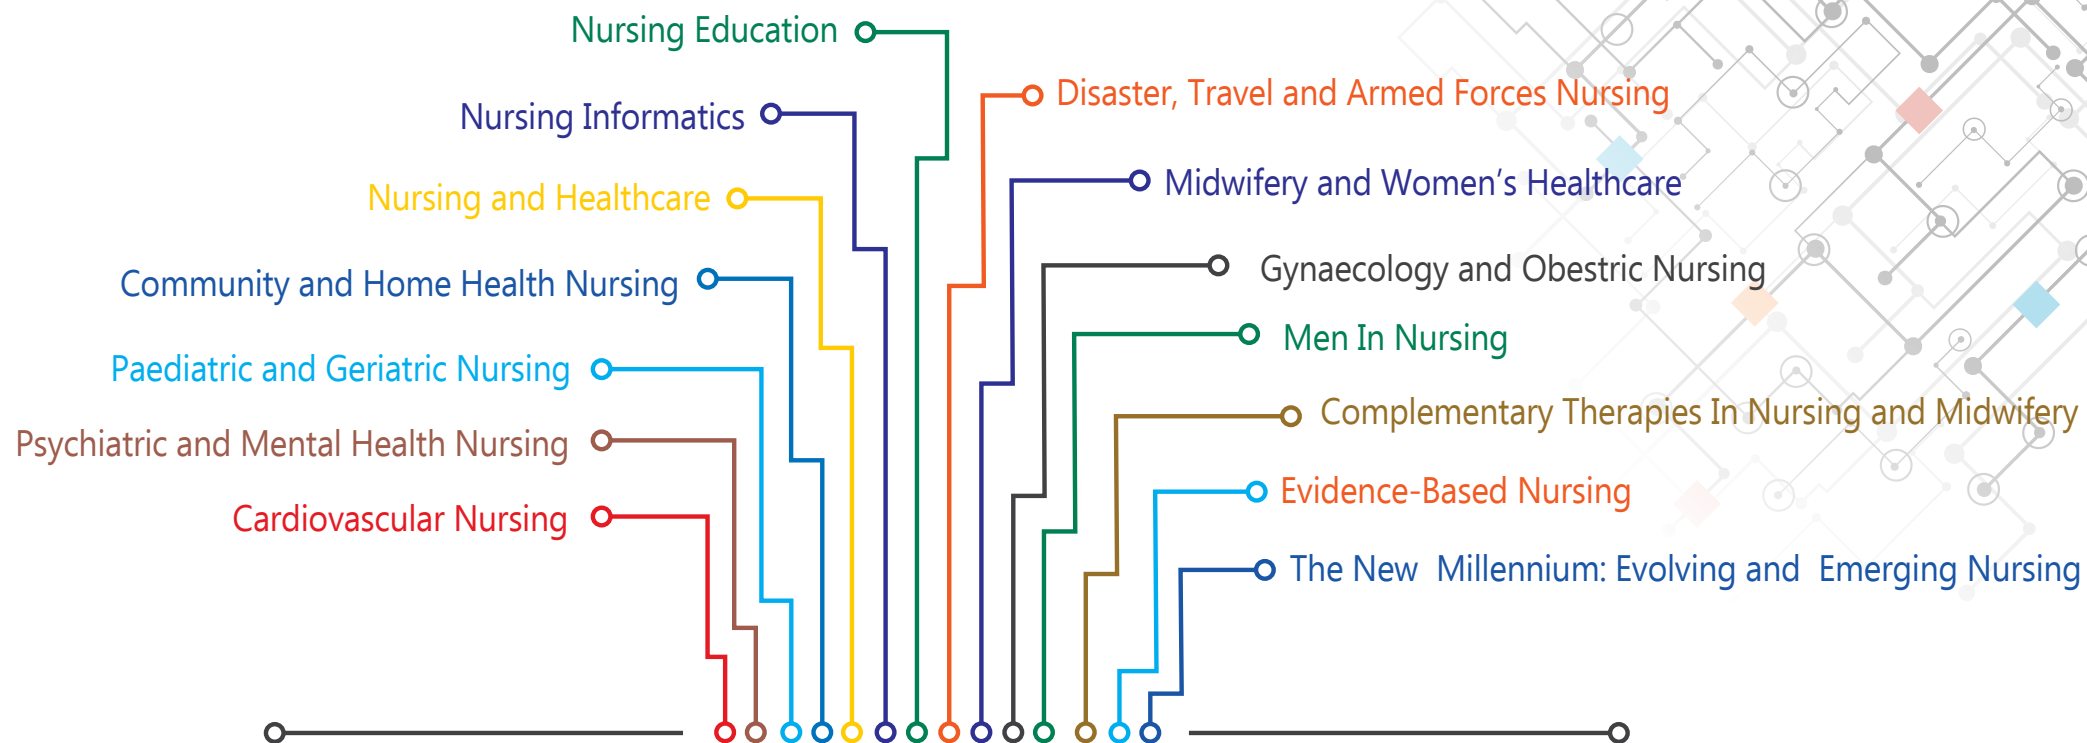 Nursing Education
Nursing Informatics
Nursing and Healthcare
Community and Home Health Nursing
Paediatric and Geriatric Nursing
Psychiatric and Mental Health Nursing
Cardiovascular Nursing
Disaster, Travel and Armed Forces Nursing
Midwifery and Women’s Healthcare
Gynaecology and Obestric Nursing
Men In Nursing
Complementary Therapies In Nursing and Midwifery
Evidence-Based Nursing
The New Millennium: Evolving and Emerging Nursing